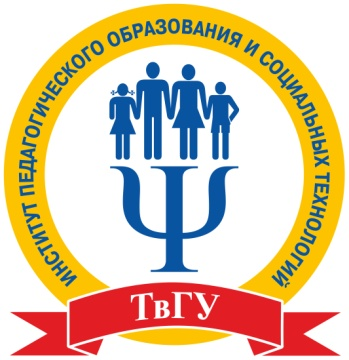 ИНСТИТУТ ПЕДАГОГИЧЕСКОГО ОБРАЗОВАНИЯ И СОЦИАЛЬНЫХ ТЕХНОЛОГИЙ
Ψ
ТвГУ